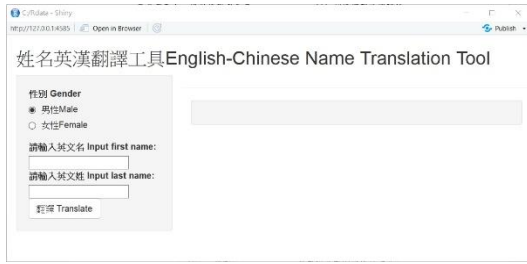 C:/Rdata - Shiny
http://127.0.0.1:4585 Open in Browser Publish
姓名英漢翻譯工具English-Chinese Name Translation Tool
性別 Gender
男性Male
女性Female
請輸入英文名 Input first name:
請輸入英文姓 Input last name:
翻譯 Translate